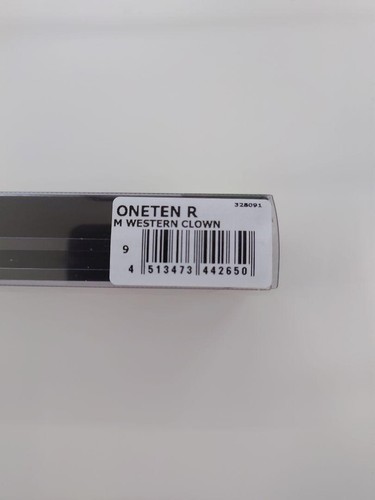 ONETEN R 328091
M WESTERN CLOWN
9
4 513473 442650